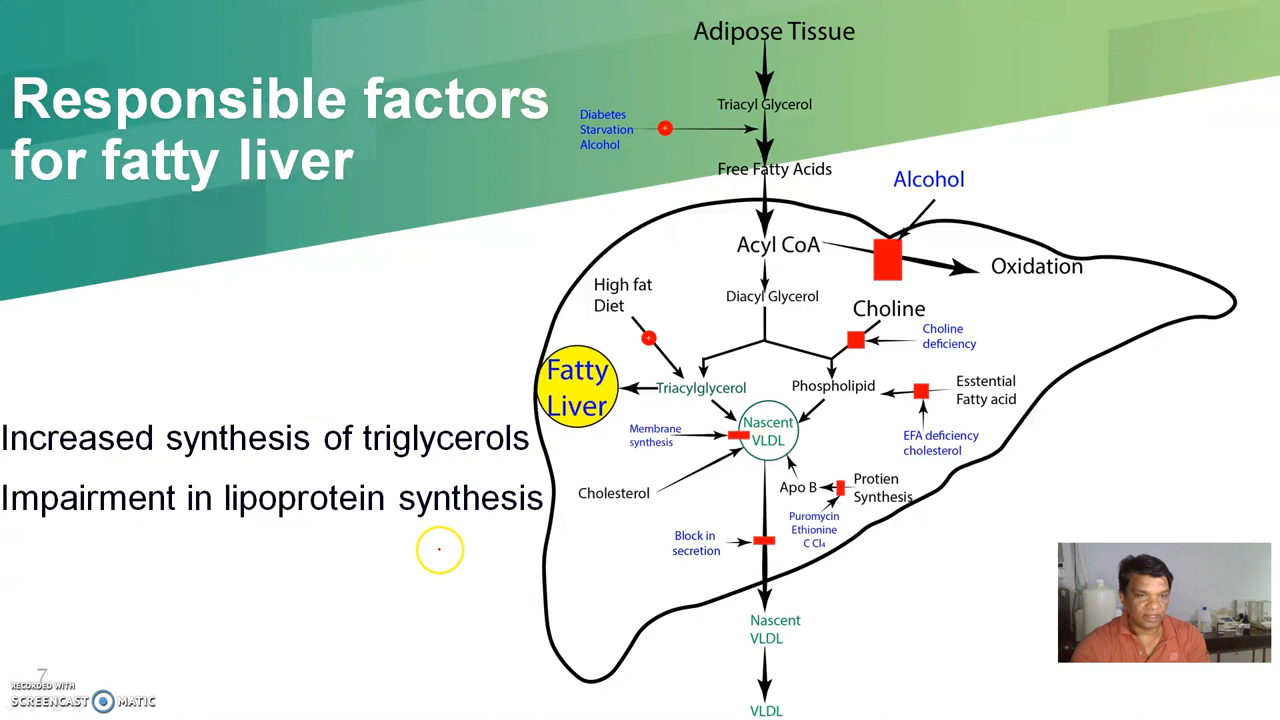 Responsible factors
for fatty liver
Adipose Tissue
Triacyl Glycerol
Diabetes
Starvation
Alcohol
Free Fatty Acids
Alcohol
Acyl CoA
Oxidation
High fat
Diet
Diacyl Glycerol
Choline
Choline
deficiency
Fatty
Liver
Triacylglycerol
Phospholipid
Esstential
Fatty acid
Increased synthesis of triglycerols
Membrane
synthesis
Nascent
VLDL
EFA deficiency
cholesterol
Impairment in lipoprotein synthesis
Cholesterol
Apo B
Protien
Synthesis
Puromycin
Ethionine
C Cl₄
Block in
secretion
Nascent
VLDL
VLDL
7
RECORDED WITH
SCREENCAST MATIC